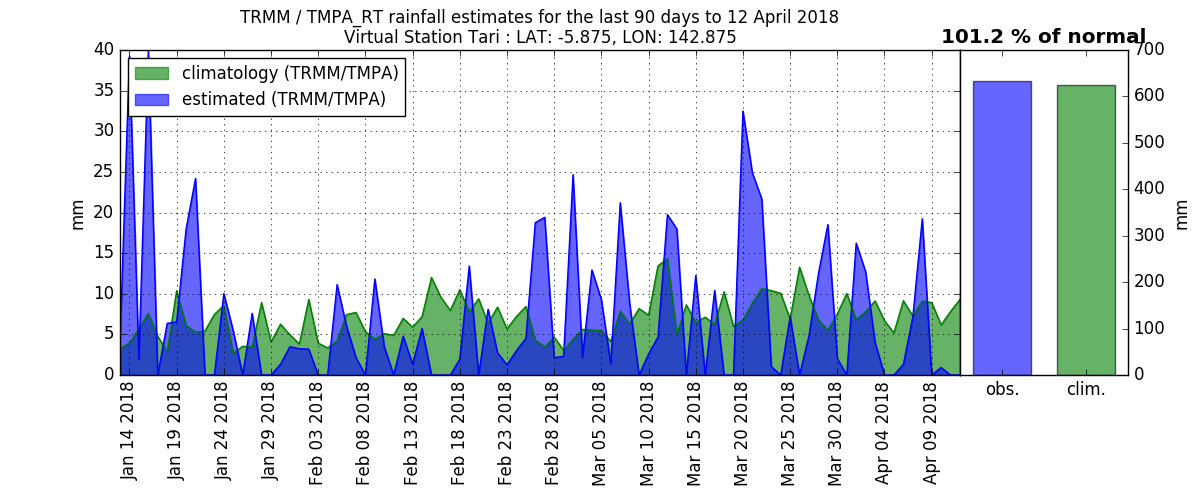 TRMM / TMPA_RT rainfall estimates for the last 90 days to 12 April 2018
Virtual Station Tari : LAT: -5.875, LON: 142.875
101.2 % of normal
climatology (TRMM/TMPA)
estimated (TRMM/TMPA)
40
35
30
25
20
15
10
5
0
mm
Jan 14 2018
Jan 19 2018
Jan 24 2018
Jan 29 2018
Feb 03 2018
Feb 08 2018
Feb 13 2018
Feb 18 2018
Feb 23 2018
Feb 28 2018
Mar 05 2018
Mar 10 2018
Mar 15 2018
Mar 20 2018
Mar 25 2018
Mar 30 2018
Apr 04 2018
Apr 09 2018
700
600
500
400
300
200
100
0
mm
obs.
clim.